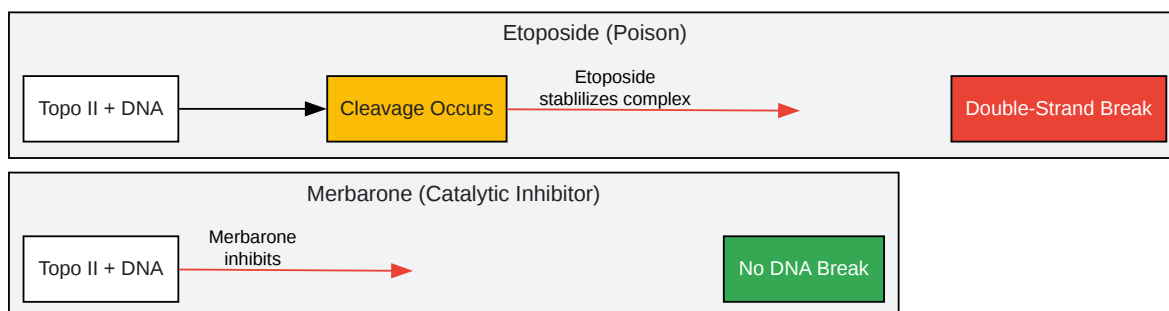 Etoposide (Poison)
Topo II + DNA
Cleavage Occurs
Etoposide
stablilizes complex
Double-Strand Break
Merbarone (Catalytic Inhibitor)
Topo II + DNA
Merbarone
inhibits
No DNA Break